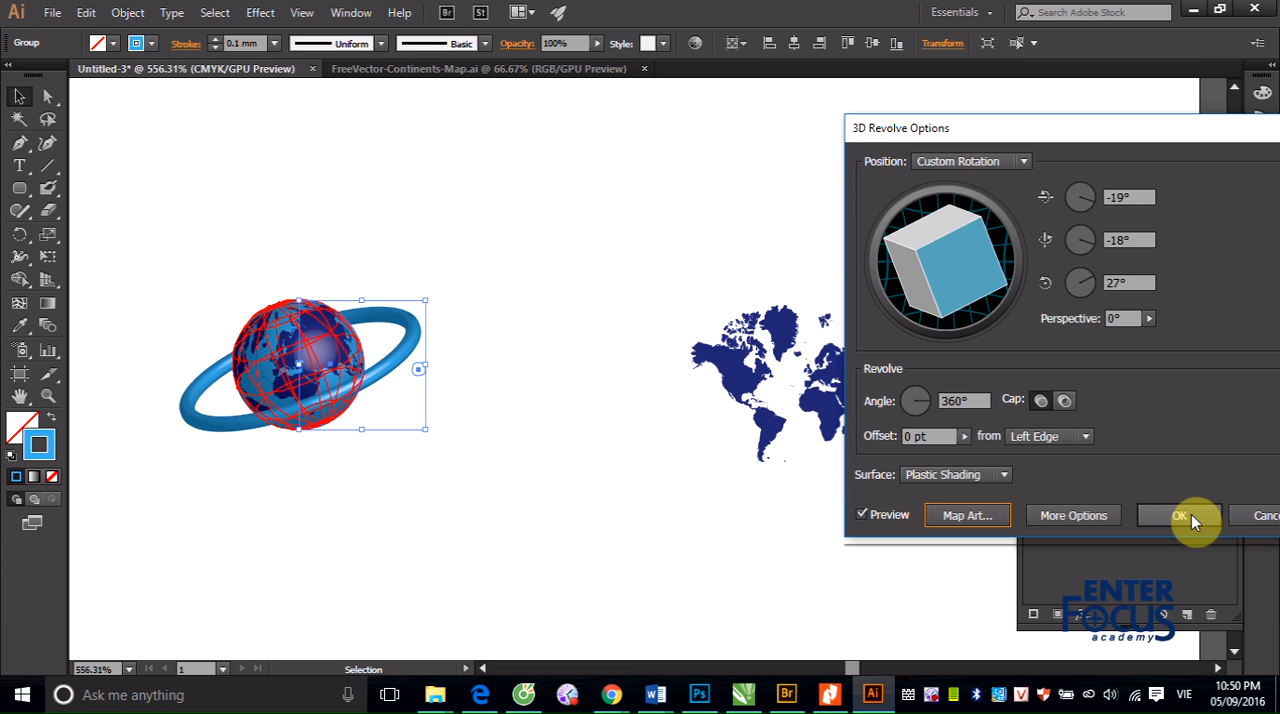 Ai File Edit Object Type Select Effect View Window Help Br St Essentials Search Adobe Stock
Group Stroke: 0.1 mm Uniform Basic Opacity: 100% Style: Transform
Untitled-3* @ 556.31% (CMYK/GPU Preview) × FreeVector-Continents-Map.ai @ 66.67% (RGB/GPU Preview) ×
3D Revolve Options
Position: Custom Rotation
-19°
-18°
27°
Perspective: 0°
Revolve
Angle: 360° Cap:
Offset: 0 pt from Left Edge
Surface: Plastic Shading
Preview Map Art... More Options OK Cance
ENTER
FOCUS
academy
556.31% 1 Selection
Ask me anything Ps Br Ai VIE
10:50 PM
05/09/2016